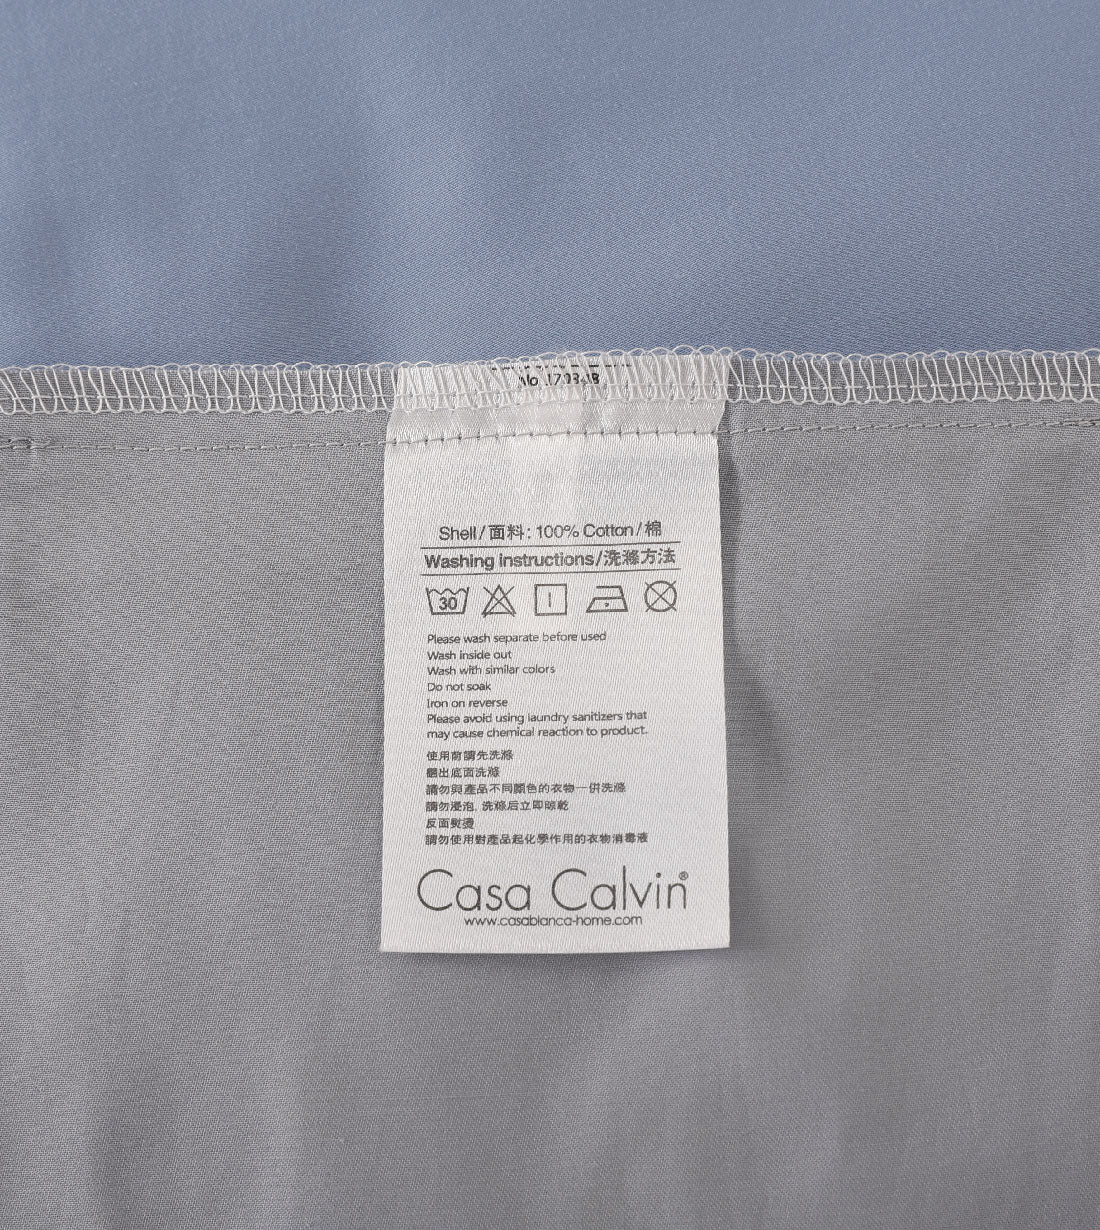 Shell/面料: 100% Cotton/棉
Washing instructions/洗滌方法
30
Please wash separate before used
Wash inside out
Wash with similar colors
Do not soak
Iron on reverse
Please avoid using laundry sanitizers that
may cause chemical reaction to product.
使用前請先洗滌
翻出底面洗滌
請勿與產品不同顏色的衣物一併洗滌
請勿浸泡, 洗滌后立即晾乾
反面熨燙
請勿使用對產品起化學作用的衣物消毒液
Casa Calvin®
www.casablanca-home.com